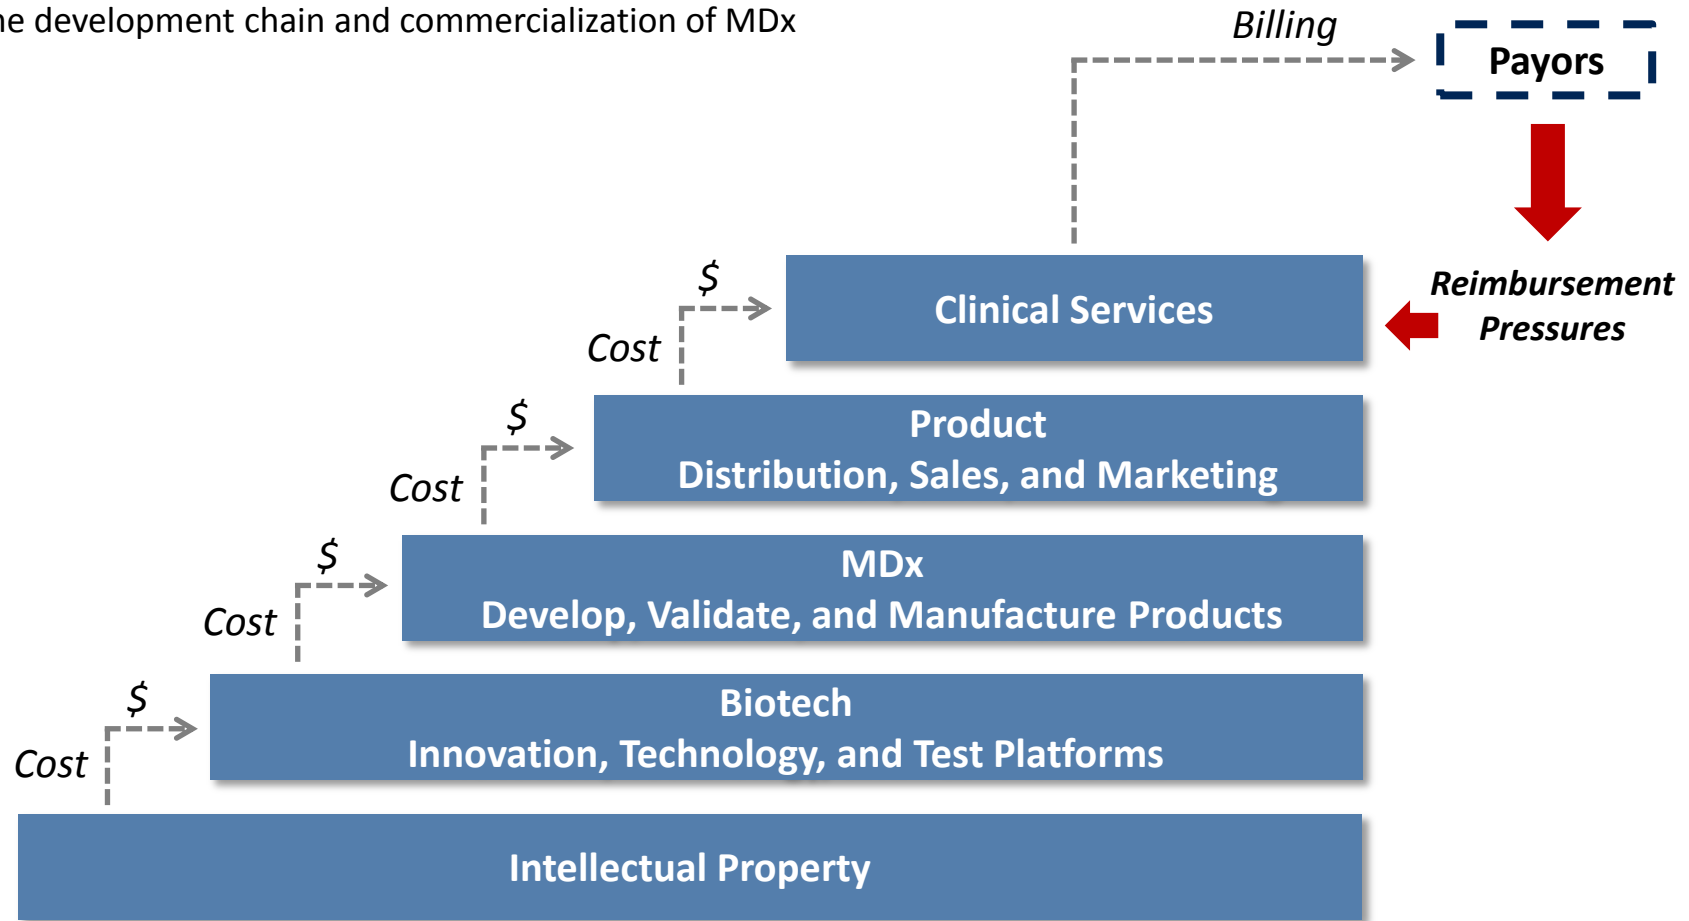 he development chain and commercialization of MDx
Billing
Payors
$
Clinical Services
Reimbursement
Pressures
Cost
$
Product
Distribution, Sales, and Marketing
Cost
$
MDx
Develop, Validate, and Manufacture Products
Cost
$
Biotech
Innovation, Technology, and Test Platforms
Cost
Intellectual Property